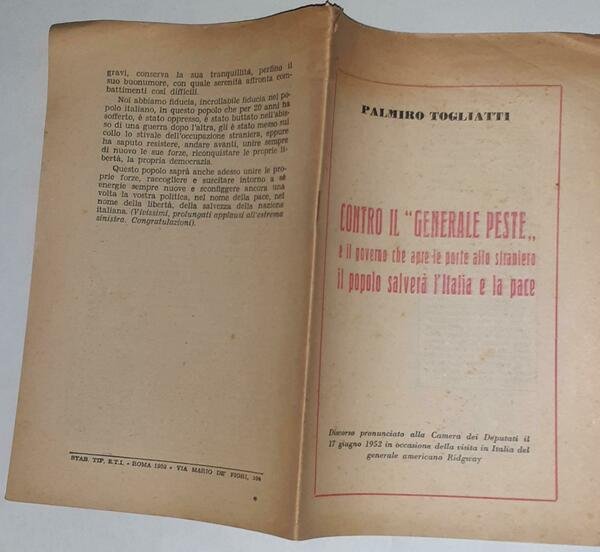 gravi, conserva la sua tranquillità, perfino il
suo buonumore, con quale serenità affronta com-
battimenti così difficili.
Noi abbiamo fiducia, incrollabile fiducia nel po-
polo italiano, in questo popolo che per 20 anni ha
sofferto, è stato oppresso, è stato buttato nell'abis-
so di una guerra dopo l'altra, gli è stato messo sul
collo lo stivale dell'occupazione straniera, eppure
ha saputo resistere, andare avanti, unire sempre
di nuovo le sue forze, riconquistare le proprie li-
bertà, la propria democrazia.
Questo popolo saprà anche adesso unire le pro-
prie forze, raccogliere e suscitare intorno a sè
energie sempre nuove e sconfiggere ancora una
volta la vostra politica, nel nome della pace, nel
nome della libertà, della salvezza della nazione
italiana. (Vivissimi, prolungati applausi all'estrema
sinistra. Congratulazioni).
STAB. TIP. E.T.I. - ROMA 1952 - VIA MARIO DE' FIORI, 104
PALMIRO TOGLIATTI
CONTRO IL "GENERALE PESTE„
e il governo che apre le porte allo straniero
il popolo salverà l'Italia e la pace
Discorso pronunciato alla Camera dei Deputati il
17 giugno 1952 in occasione della visita in Italia del
generale americano Ridgway